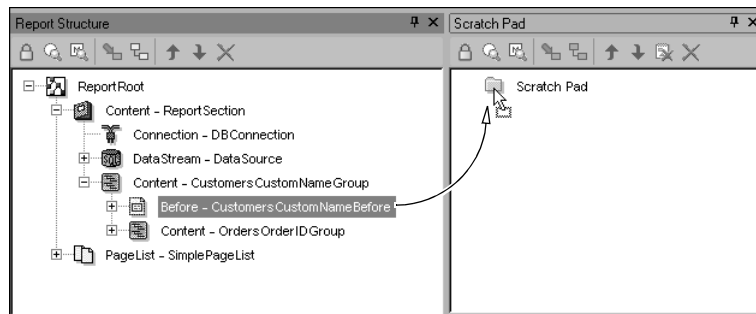 Report Structure
ReportRoot
Content - ReportSection
Connection - DBConnection
DataStream - DataSource
Content - CustomersCustomNameGroup
Before - CustomersCustomNameBefore
Content - OrdersOrderIDGroup
PageList - SimplePageList
Scratch Pad
Scratch Pad